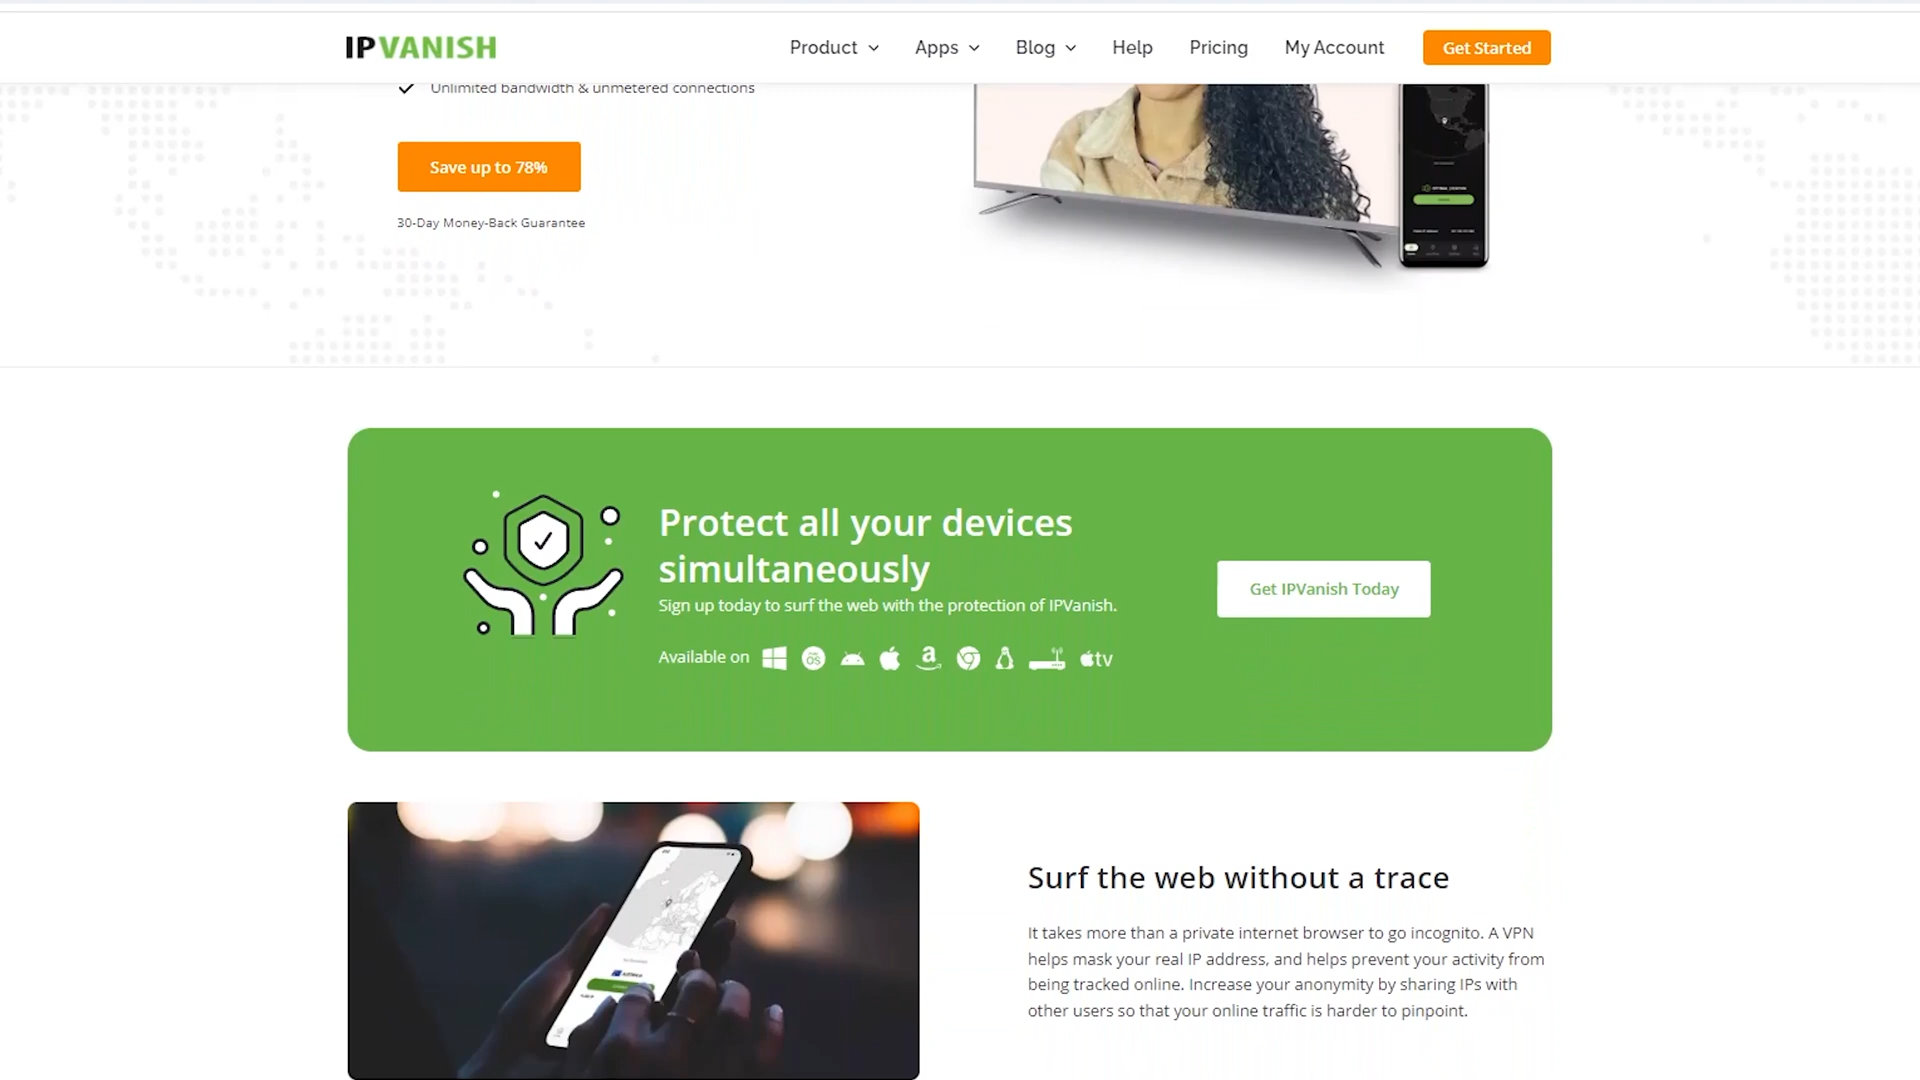 IPVANISH
Product
Apps
Blog
Help
Pricing
My Account
Get Started
Unlimited bandwidth & unmetered connections
Save up to 78%
30-Day Money-Back Guarantee
Protect all your devices
simultaneously
Sign up today to surf the web with the protection of IPVanish.
Available on
OS
a
tv
Get IPVanish Today
Surf the web without a trace
It takes more than a private internet browser to go incognito. A VPN
helps mask your real IP address, and helps prevent your activity from
being tracked online. Increase your anonymity by sharing IPs with
other users so that your online traffic is harder to pinpoint.